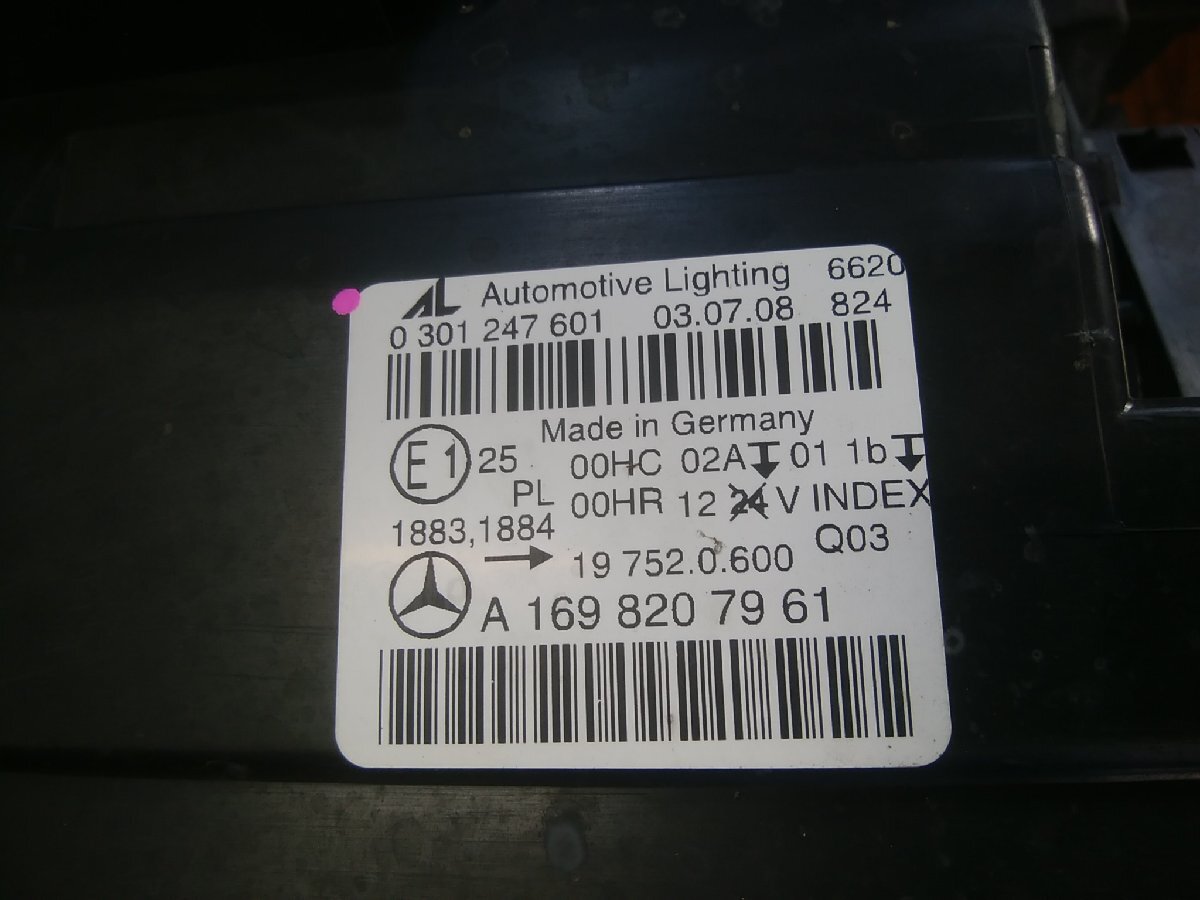 AL Automotive Lighting 6620
0 301 247 601 03.07.08 824
Made in Germany
E1 25 00HC 02A 01 1b
PL 00HR 12 24 V INDEX
1883,1884 Q03
→ 19 752.0.600
A 169 820 79 61